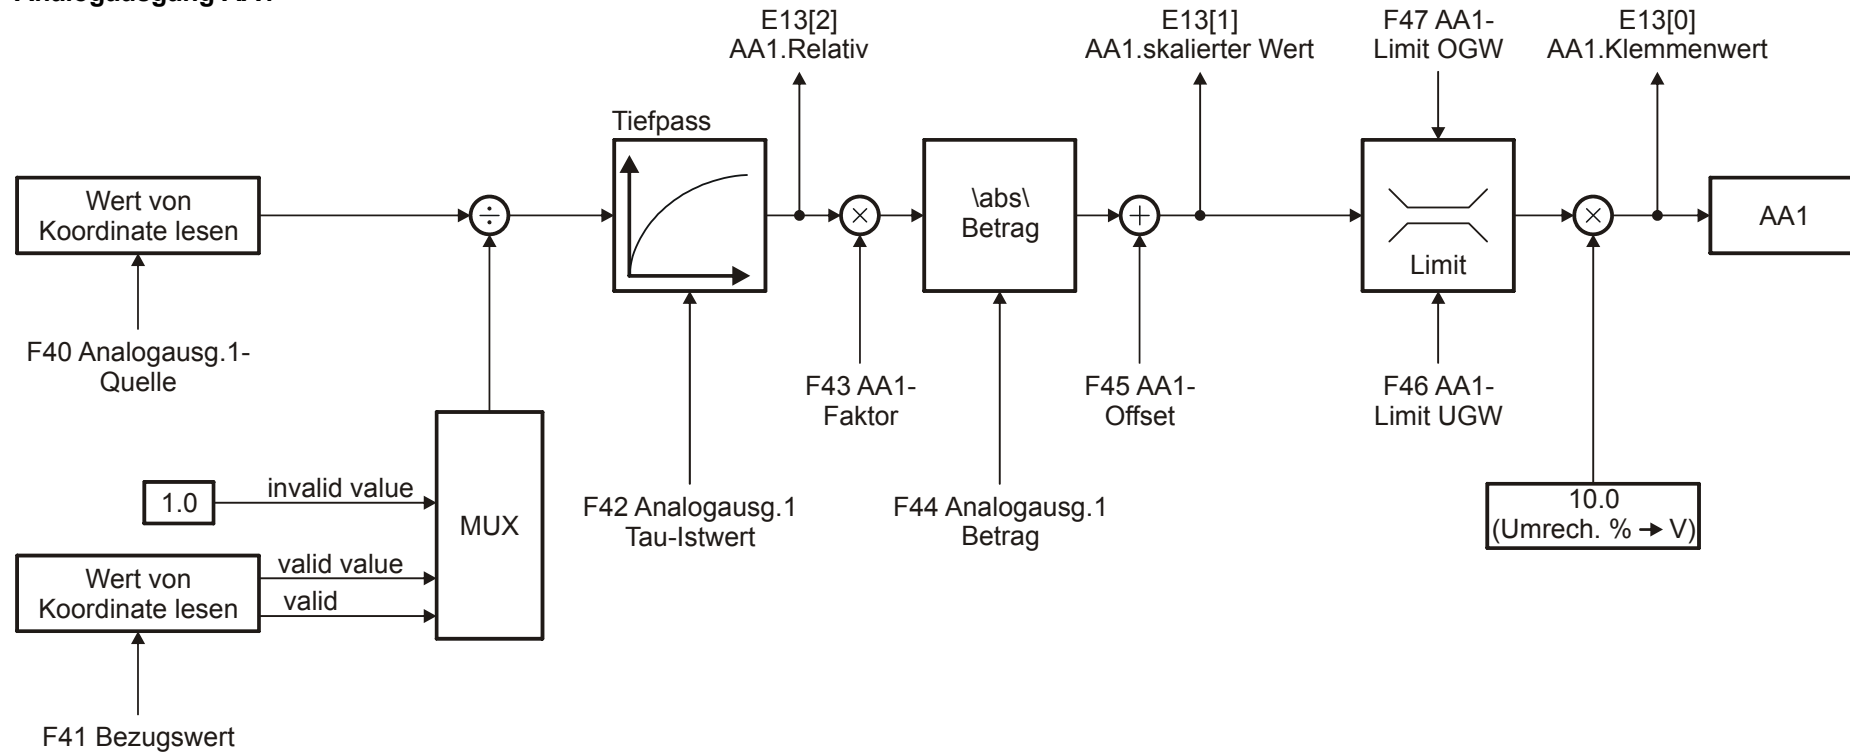 E13[2]
AA1.Relativ
E13[1]
AA1.skalierter Wert
F47 AA1-
Limit OGW
E13[0]
AA1.Klemmenwert
Tiefpass
Wert von
Koordinate lesen
÷
×
\abs\
Betrag
+
Limit
×
AA1
F40 Analogausg.1-
Quelle
F43 AA1-
Faktor
F45 AA1-
Offset
F46 AA1-
Limit UGW
1.0
invalid value
MUX
F42 Analogausg.1
Tau-Istwert
F44 Analogausg.1
Betrag
10.0
(Umrech. % → V)
Wert von
Koordinate lesen
valid value
valid
F41 Bezugswert